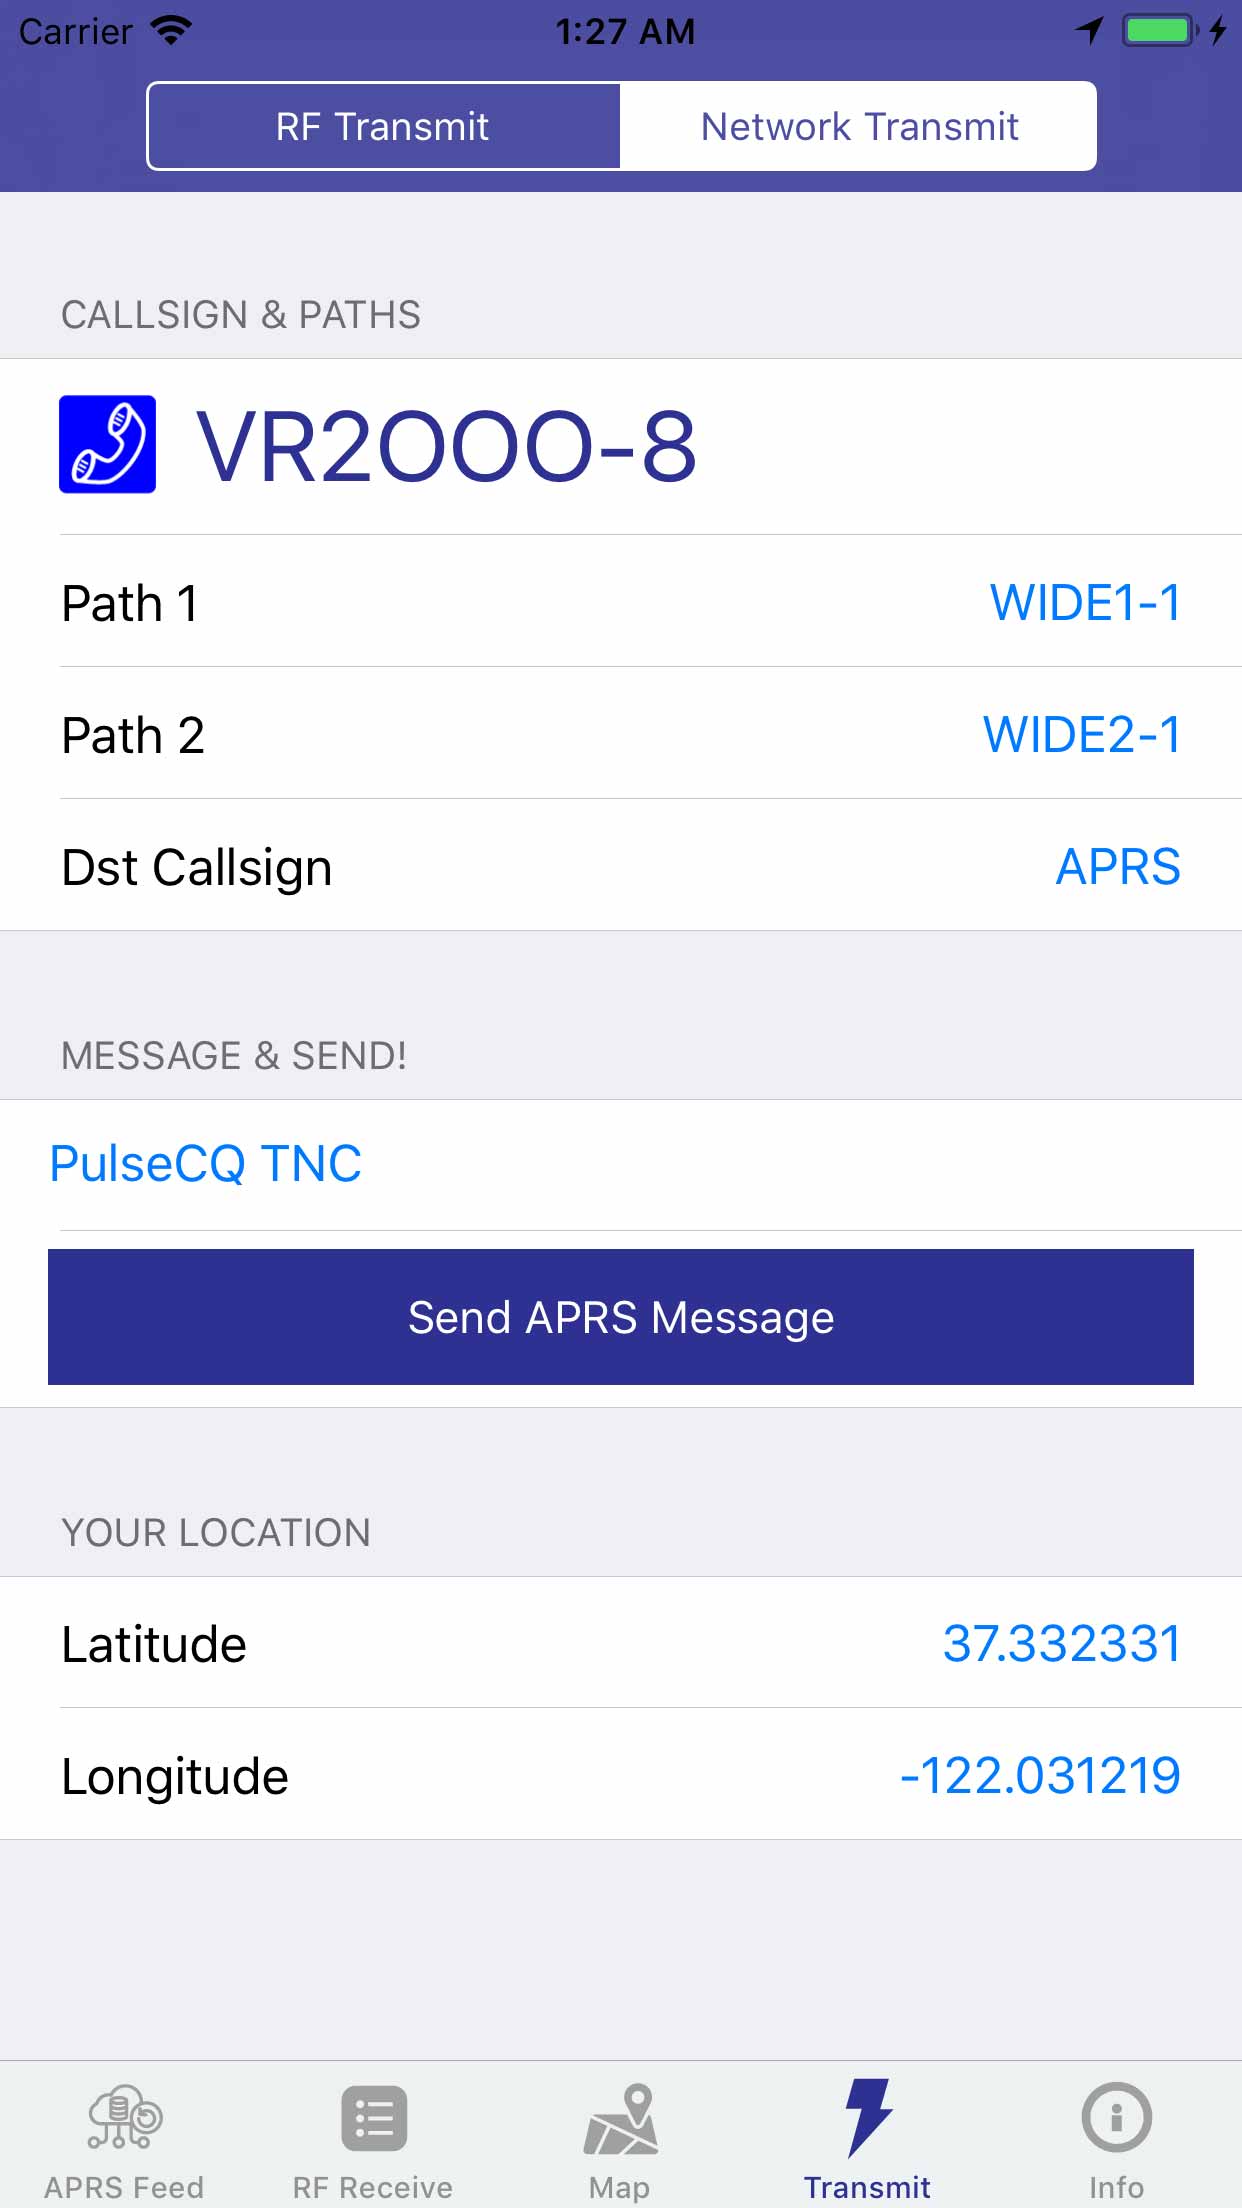 Carrier 1:27 AM
RF Transmit Network Transmit
CALLSIGN & PATHS
VR2OOO-8
Path 1 WIDE1-1
Path 2 WIDE2-1
Dst Callsign APRS
MESSAGE & SEND!
PulseCQ TNC
Send APRS Message
YOUR LOCATION
Latitude 37.332331
Longitude -122.031219
APRS Feed RF Receive Map Transmit Info